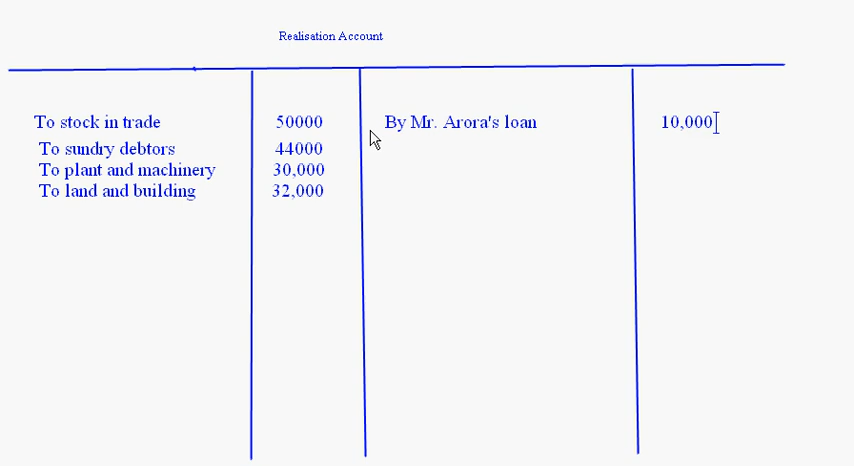 Realisation Account
To stock in trade 50000 By Mr. Arora's loan 10,000
To sundry debtors 44000
To plant and machinery 30,000
To land and building 32,000